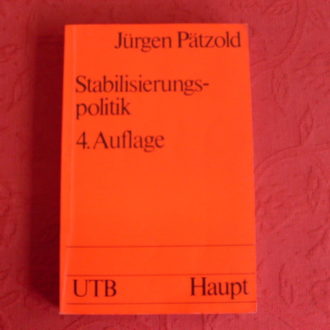 Jürgen Pätzold
Stabilisierungs-
politik
4. Auflage
UTB Haupt